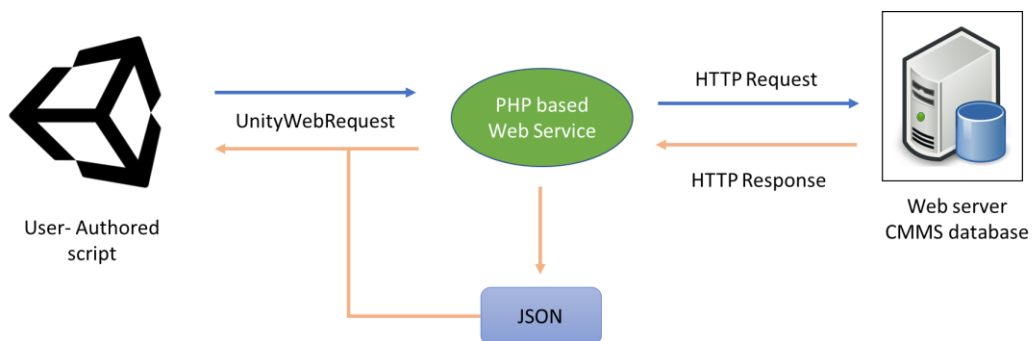 UnityWebRequest
PHP based
Web Service
HTTP Request
HTTP Response
User- Authored
script
Web server
CMMS database
JSON